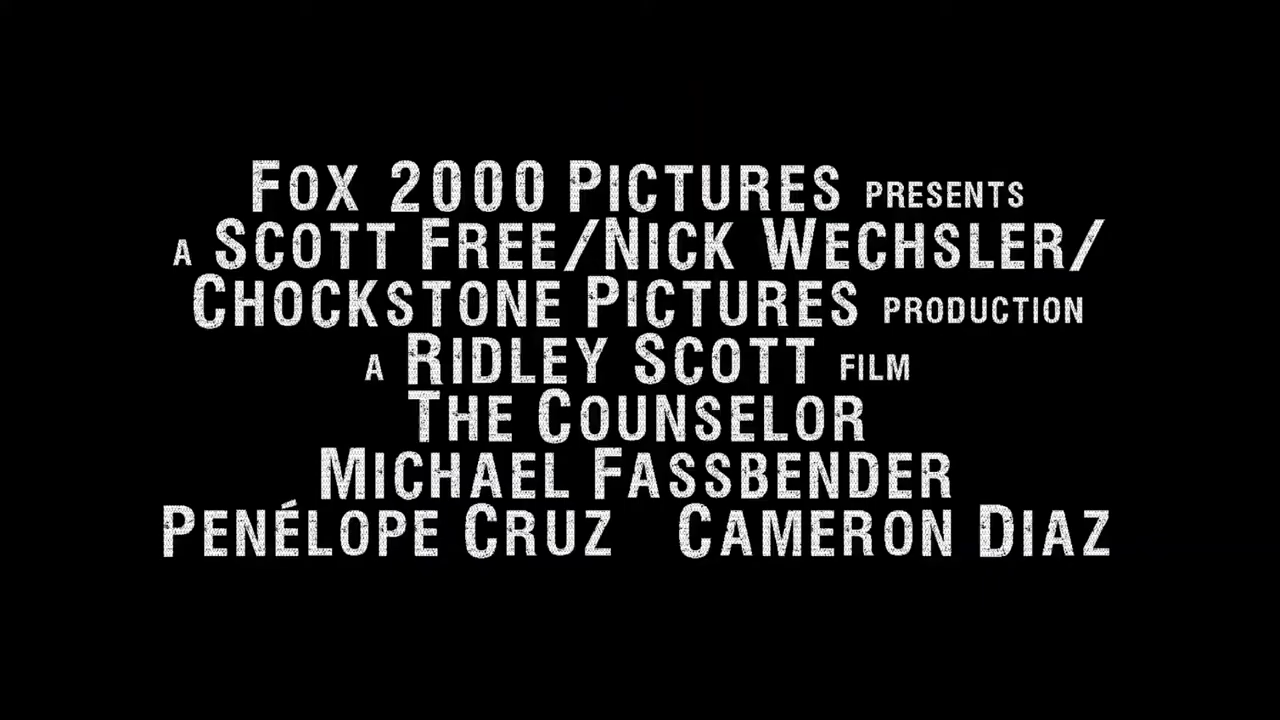 FOX 2000 PICTURES PRESENTS
A SCOTT FREE/NICK WECHSLER/
CHOCKSTONE PICTURES PRODUCTION
A RIDLEY SCOTT FILM
THE COUNSELOR
MICHAEL FASSBENDER
PENÉLOPE CRUZ CAMERON DIAZ